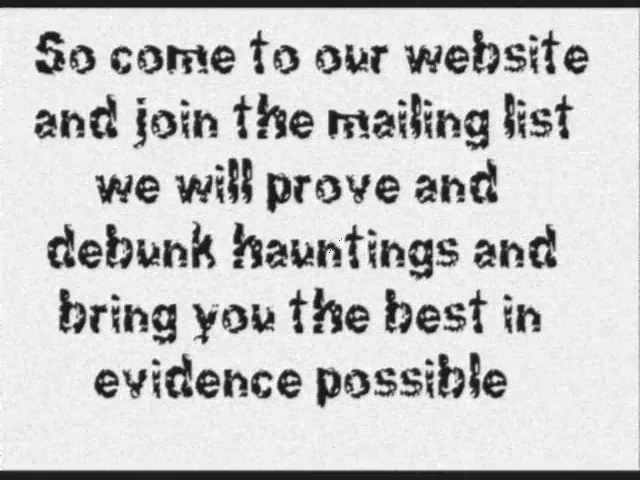 So come to our website
and join the mailing list
we will prove and
debunk hauntings and
bring you the best in
evidence possible